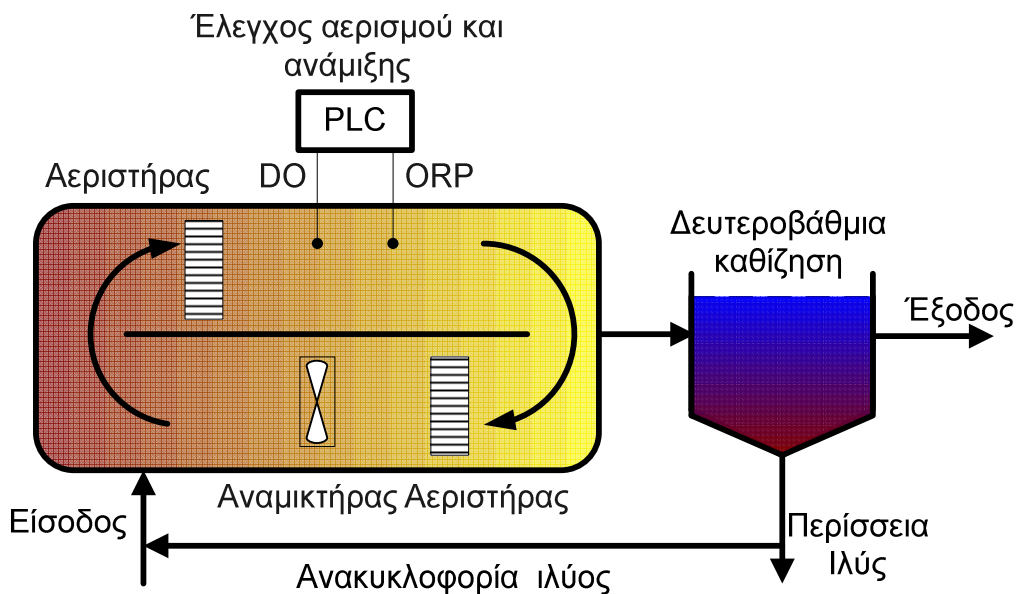 Έλεγχος αερισμού και
ανάμιξης
PLC
Αεριστήρας
DO
ORP
Δευτεροβάθμια
καθίζηση
Έξοδος
Αναμικτήρας Αεριστήρας
Είσοδος
Περίσσεια
Ιλύς
Ανακυκλοφορία ιλύος